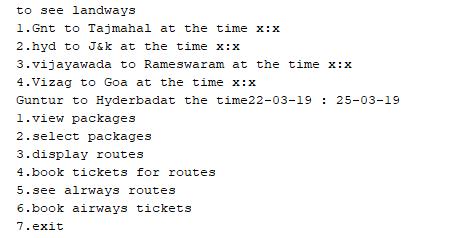 to see landways
1.Gnt to Tajmahal at the time x:x
2.hyd to J&k at the time x:x
3.vijayawada to Rameswaram at the time x:x
4.Vizag to Goa at the time x:x
Guntur to Hyderbadat the time22-03-19 : 25-03-19
1.view packages
2.select packages
3.display routes
4.book tickets for routes
5.see alrways routes
6.book airways tickets
7.exit